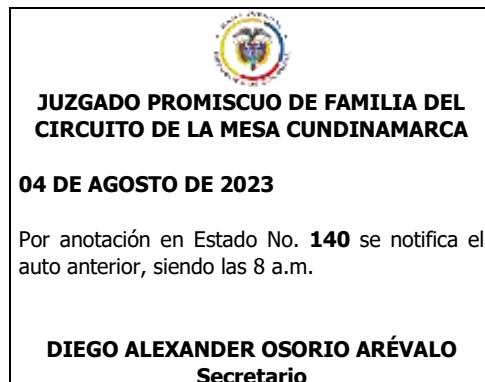 JUZGADO PROMISCUO DE FAMILIA DEL
CIRCUITO DE LA MESA CUNDINAMARCA
04 DE AGOSTO DE 2023
Por anotación en Estado No. 140 se notifica el
auto anterior, siendo las 8 a.m.
DIEGO ALEXANDER OSORIO ARÉVALO
Secretario